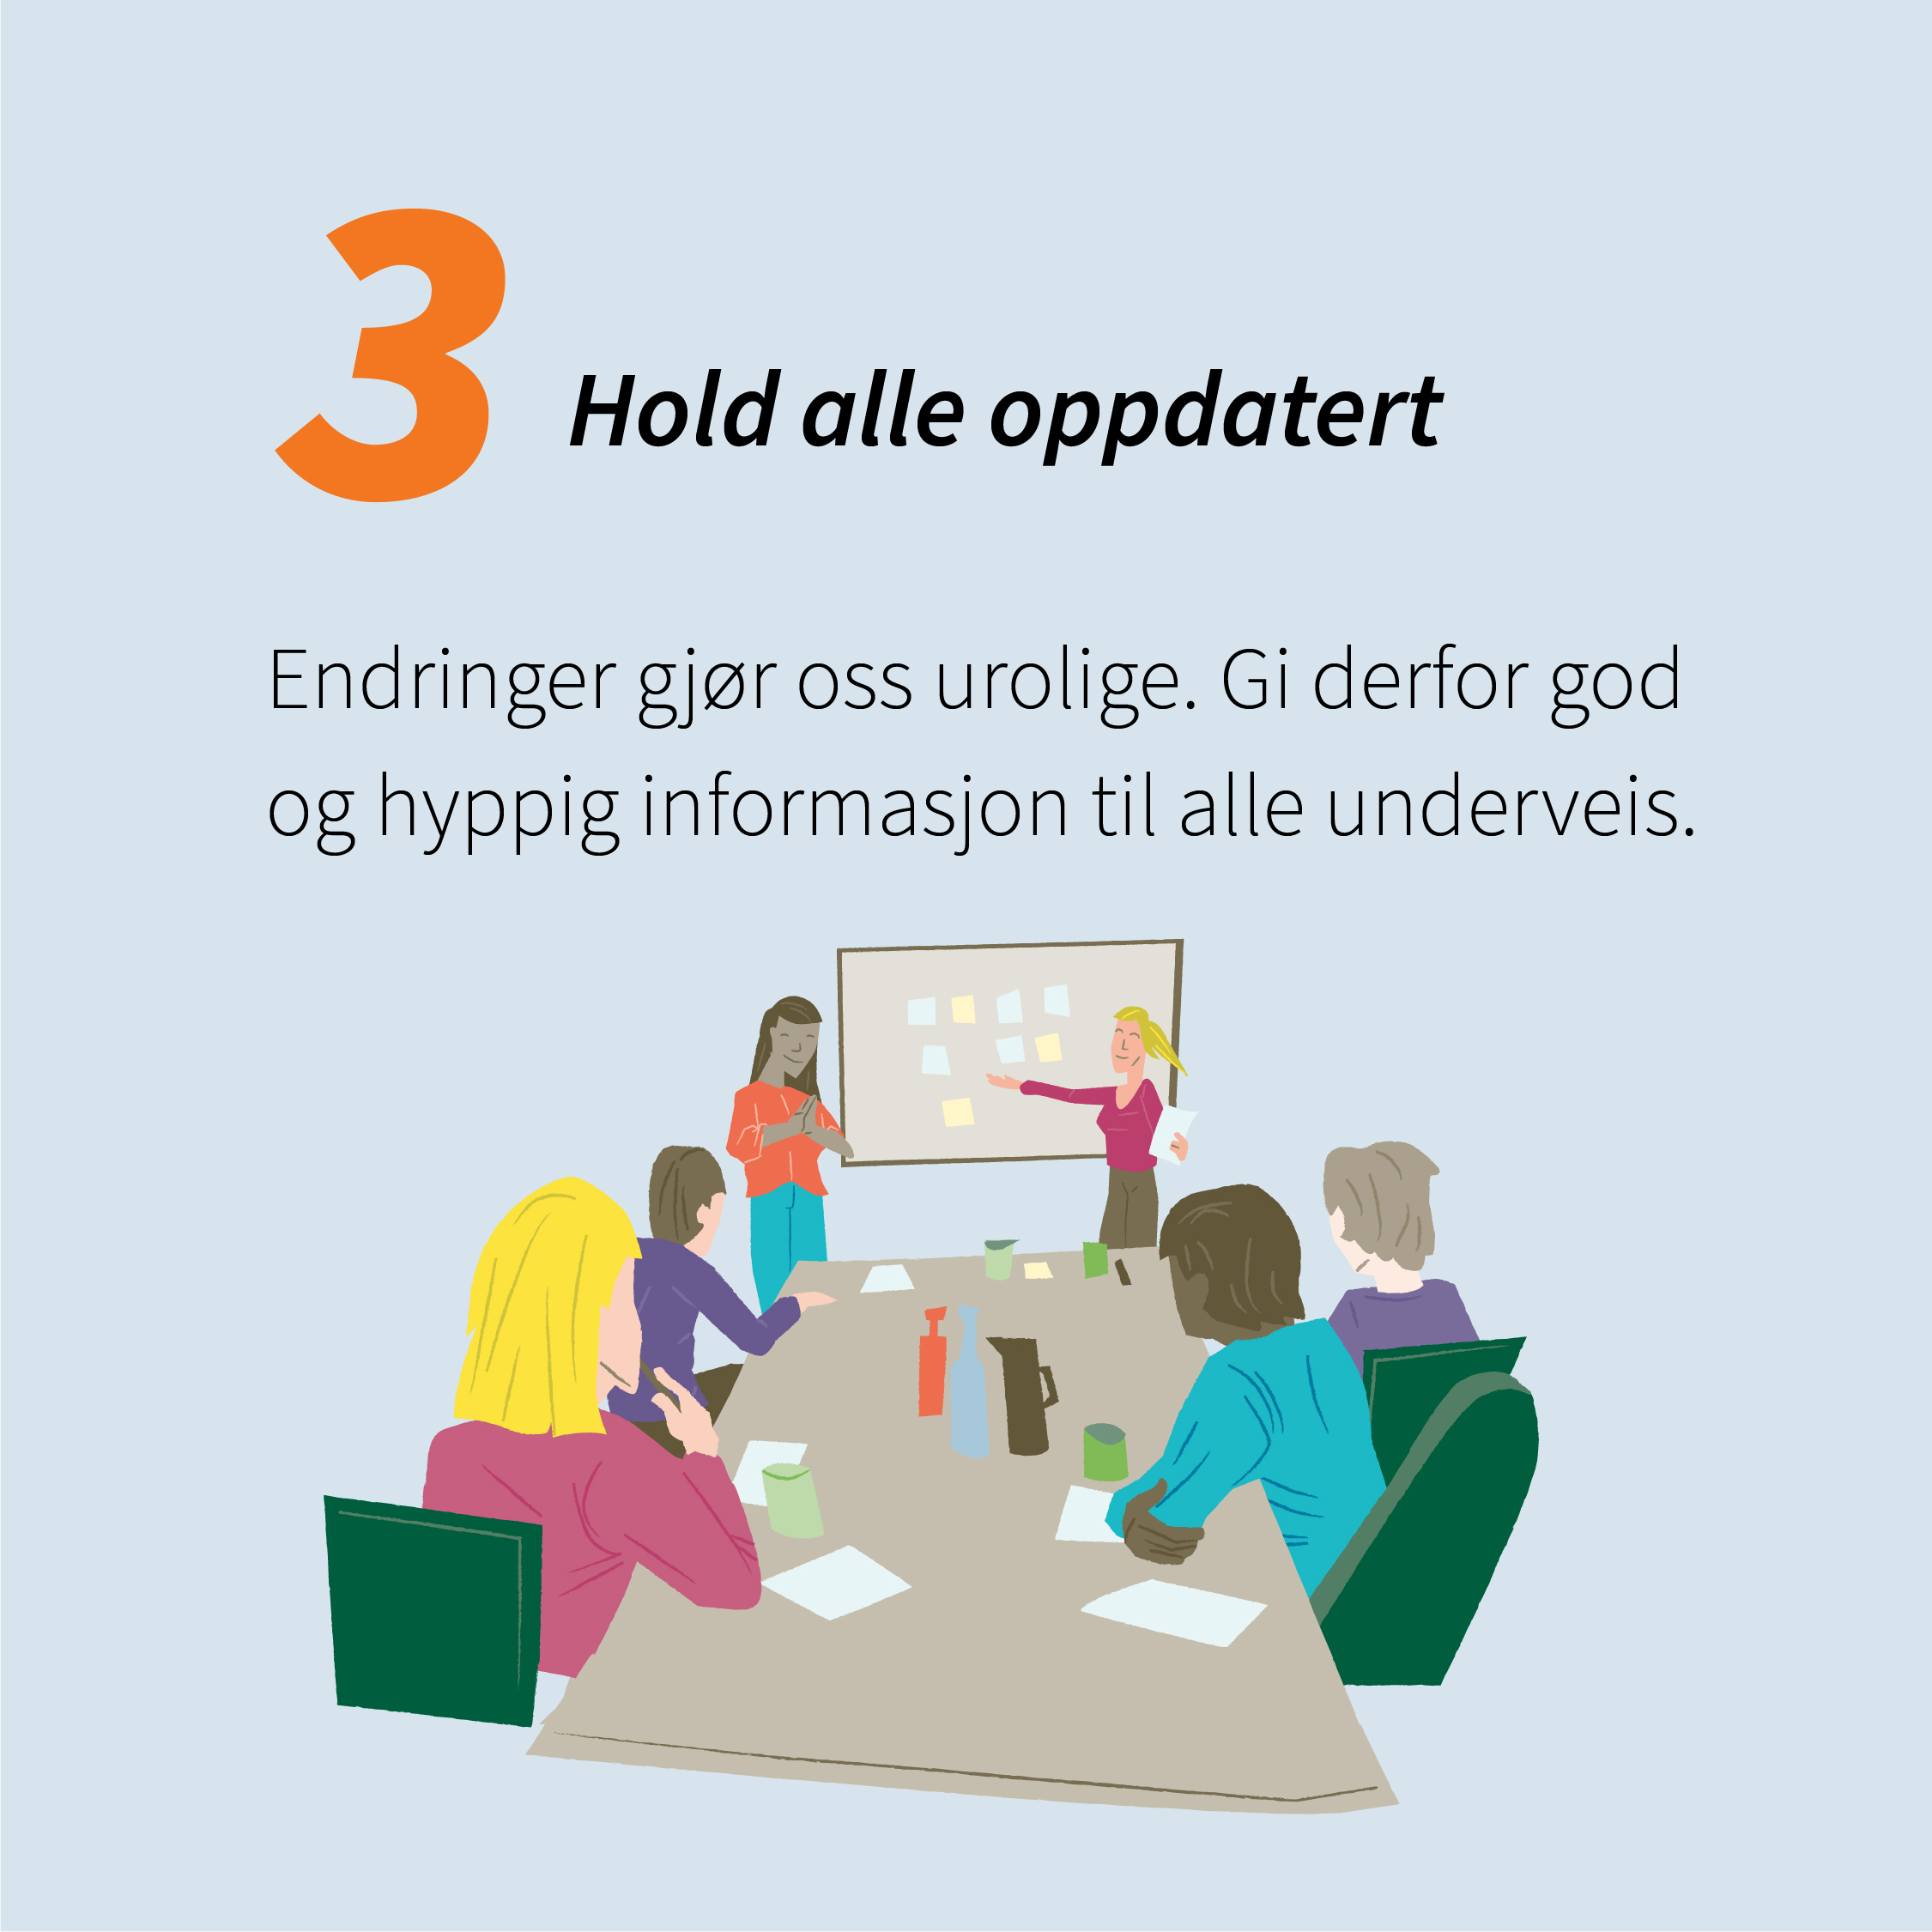 3 Hold alle oppdatert
Endringer gjør oss urolige. Gi derfor god
og hyppig informasjon til alle underveis.